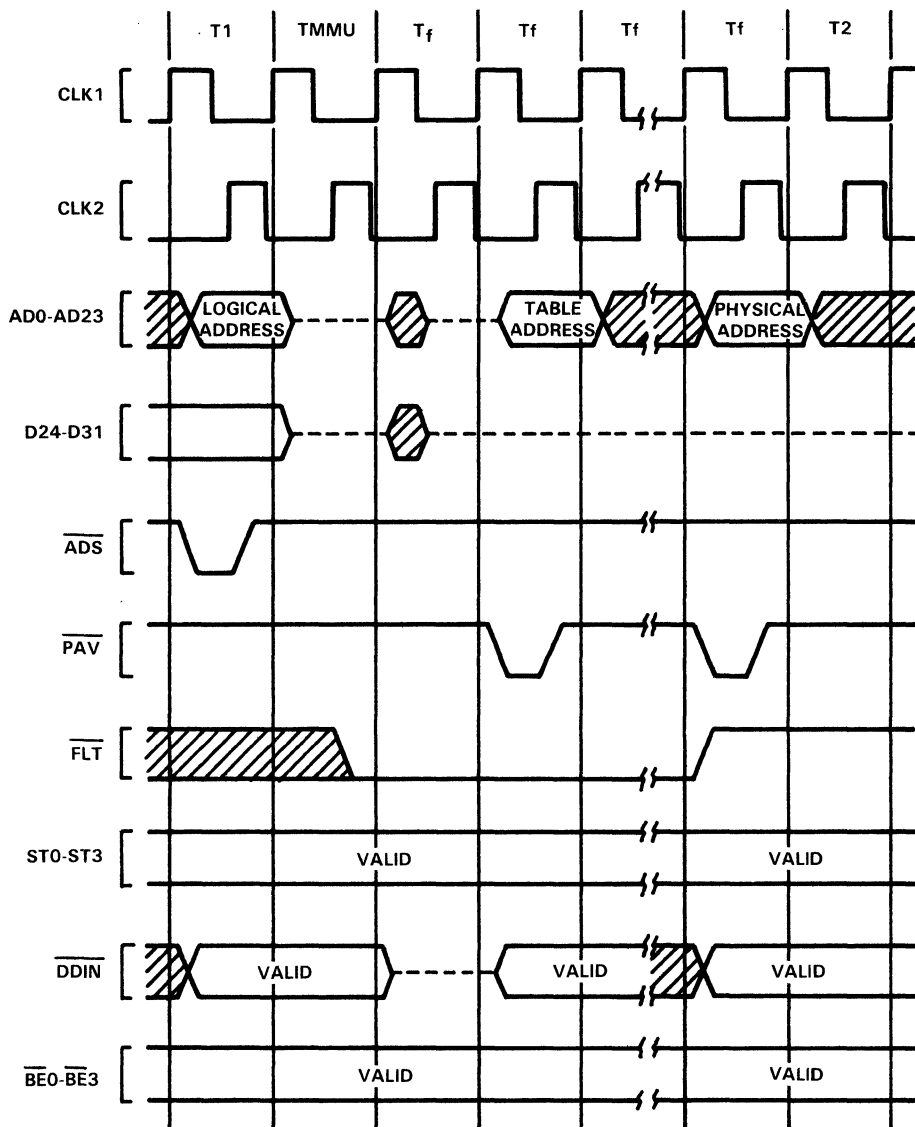 T1 TMMU Tf Tf Tf Tf T2
CLK1
CLK2
AD0-AD23 LOGICAL ADDRESS TABLE ADDRESS PHYSICAL ADDRESS
D24-D31
ADS
PAV
FLT
ST0-ST3 VALID VALID
DDIN VALID VALID VALID
BE0-BE3 VALID VALID